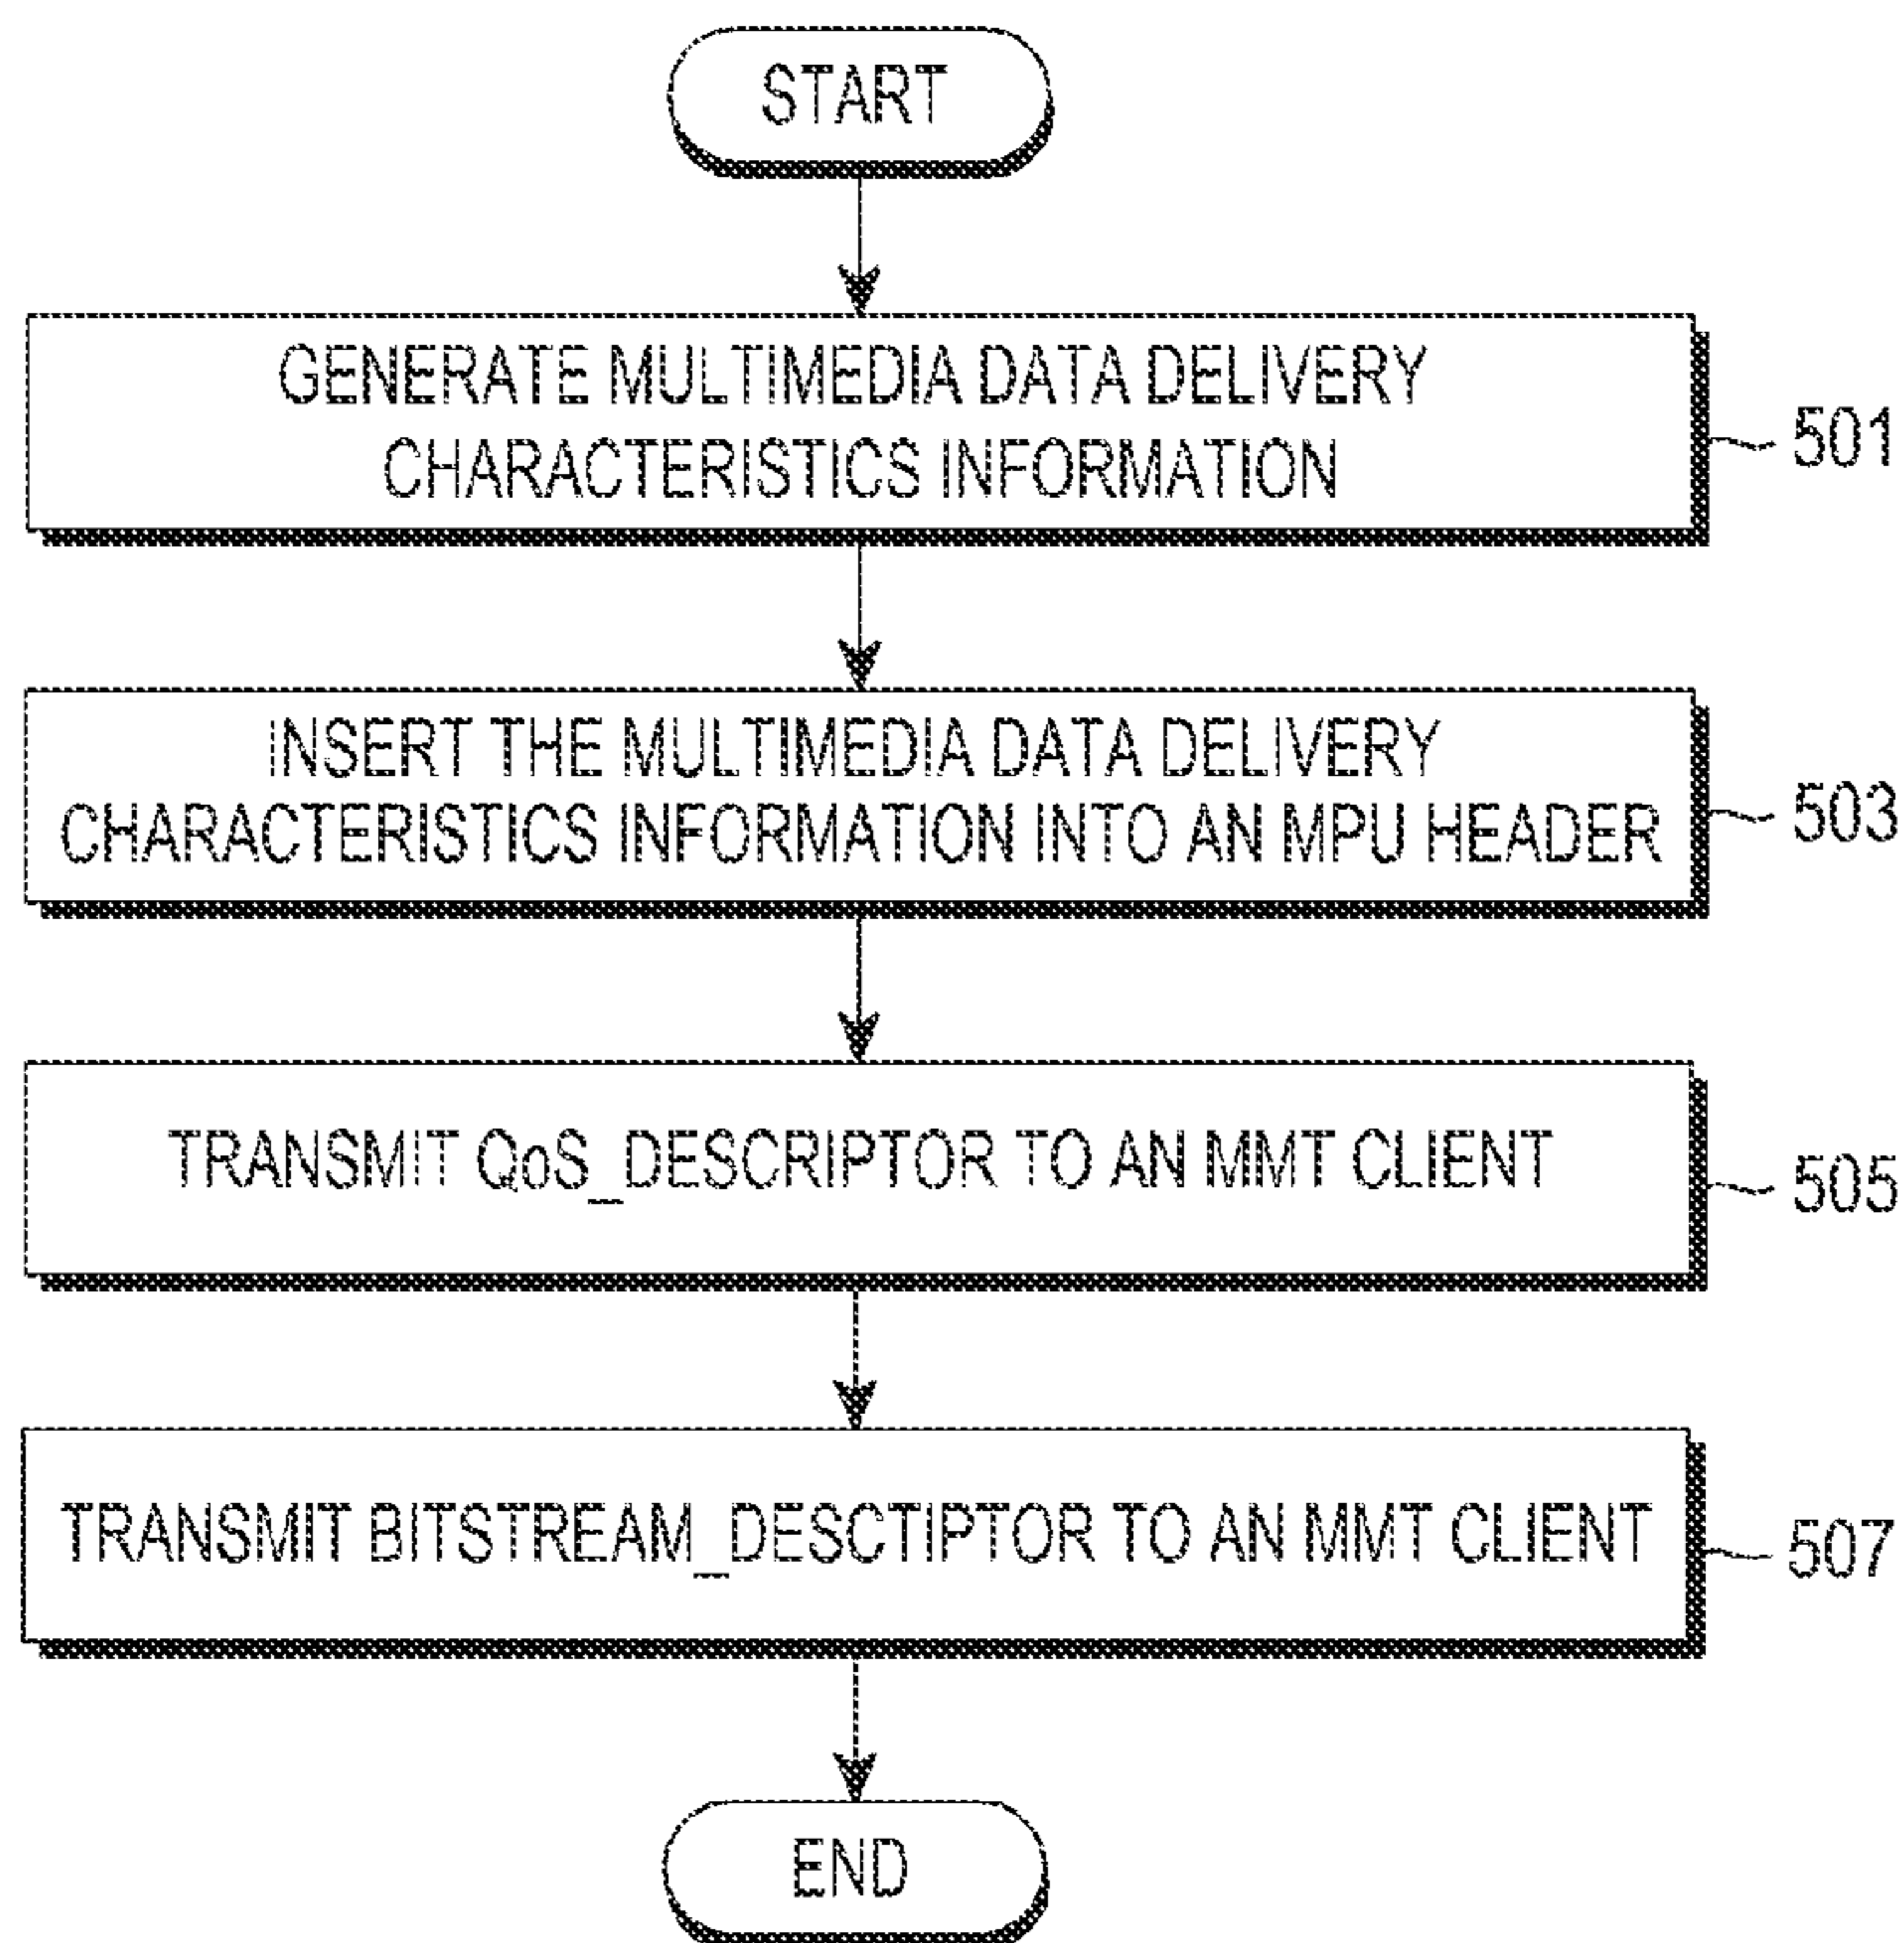 START
GENERATE MULTIMEDIA DATA DELIVERY
CHARACTERISTICS INFORMATION
501
INSERT THE MULTIMEDIA DATA DELIVERY
CHARACTERISTICS INFORMATION INTO AN MPU HEADER
503
TRANSMIT QoS_DESCRIPTOR TO AN MMT CLIENT
505
TRANSMIT BITSTREAM_DESCTIPTOR TO AN MMT CLIENT
507
END